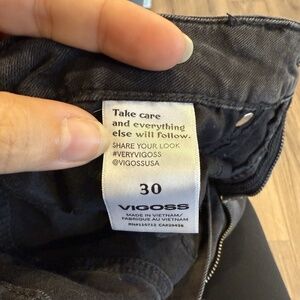 Take care
and everything
else will follow.
SHARE YOUR LOOK
#VERYVIGOSS
@VIGOSSUSA
30
VIGOSS
MADE IN VIETNAM/
FABRIQUÉ AU VIETNAM